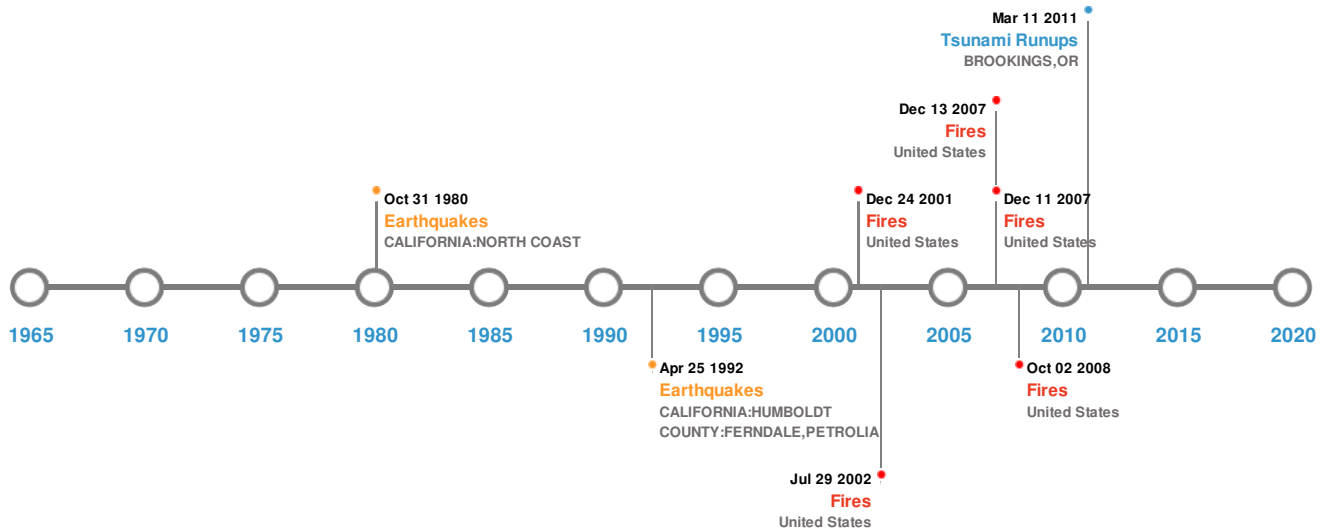 Mar 11 2011
Tsunami Runups
BROOKINGS,OR
Dec 13 2007
Fires
United States
Oct 31 1980
Earthquakes
CALIFORNIA:NORTH COAST
Dec 24 2001
Fires
United States
Dec 11 2007
Fires
United States
1965
1970
1975
1980
1985
1990
1995
2000
2005
2010
2015
2020
Apr 25 1992
Earthquakes
CALIFORNIA:HUMBOLDT
COUNTY:FERNDALE,PETROLIA
Oct 02 2008
Fires
United States
Jul 29 2002
Fires
United States